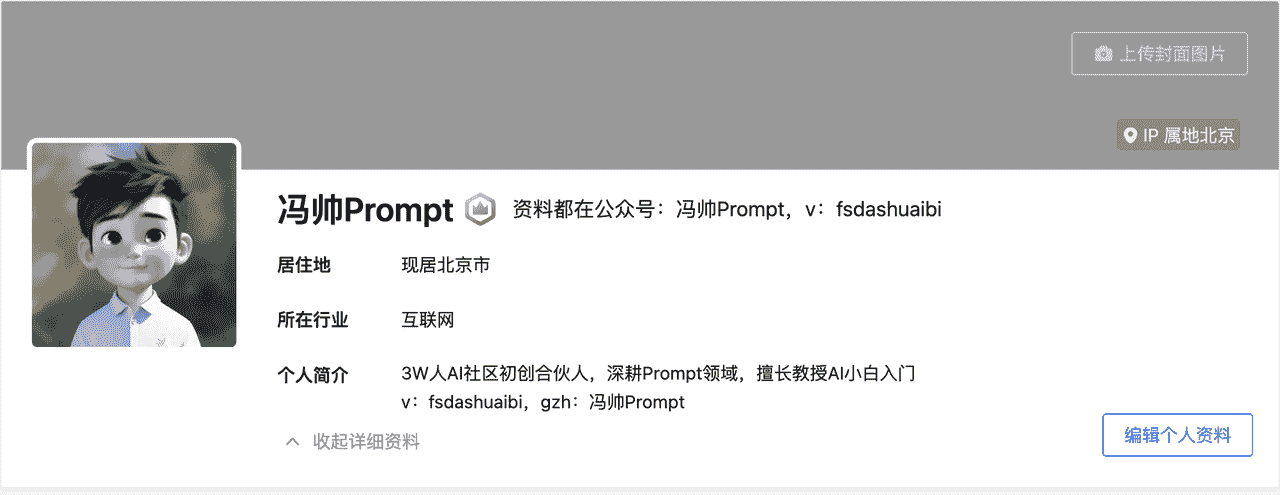 上传封面图片
IP 属地北京
冯帅Prompt 资料都在公众号：冯帅Prompt，v：fsdashuaibi
居住地 现居北京市
所在行业 互联网
个人简介 3W人AI社区初创合伙人，深耕Prompt领域，擅长教授AI小白入门
v：fsdashuaibi，gzh：冯帅Prompt
收起详细资料
编辑个人资料